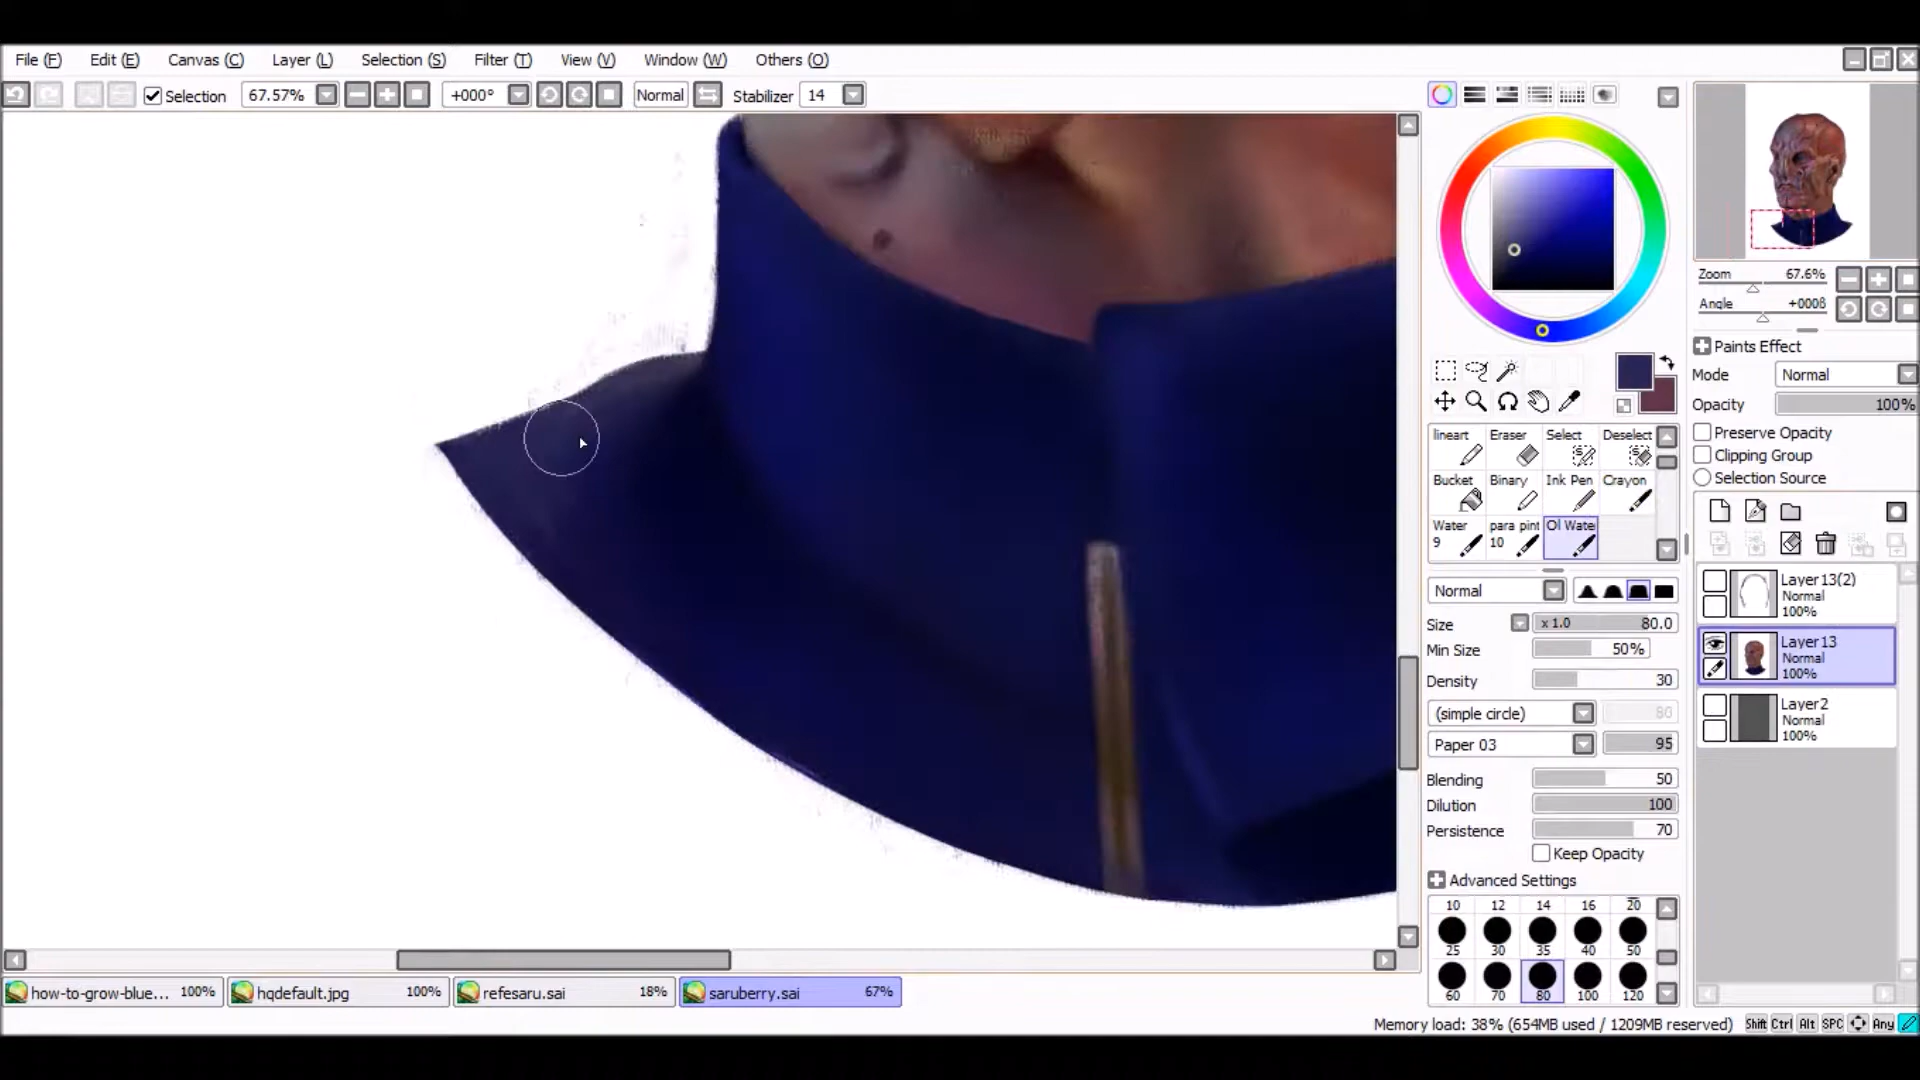 File (F) Edit (E) Canvas (C) Layer (L) Selection (S) Filter (T) View (V) Window (W) Others (O)
Selection 67.57% +000° Normal Stabilizer 14
Zoom 67.6%
Angle +000ß
Paints Effect
Mode Normal
Opacity 100%
Preserve Opacity
Clipping Group
Selection Source
lineart Eraser Select Deselect
Bucket Binary Ink Pen Crayon
Water 9 para pint 10 Ol Wate
Normal
Size x 1.0 80.0
Min Size 50%
Density 30
(simple circle) 80
Paper 03 95
Blending 50
Dilution 100
Persistence 70
Keep Opacity
Advanced Settings
10 12 14 16 20
25 30 35 40 50
60 70 80 100 120
Layer13(2)
Normal
100%
Layer13
Normal
100%
Layer2
Normal
100%
how-to-grow-blue... 100% hqdefault.jpg 100% refesaru.sai 18% saruberry.sai 67%
Memory load: 38% (654MB used / 1209MB reserved) Shift Ctrl Alt SPC Any